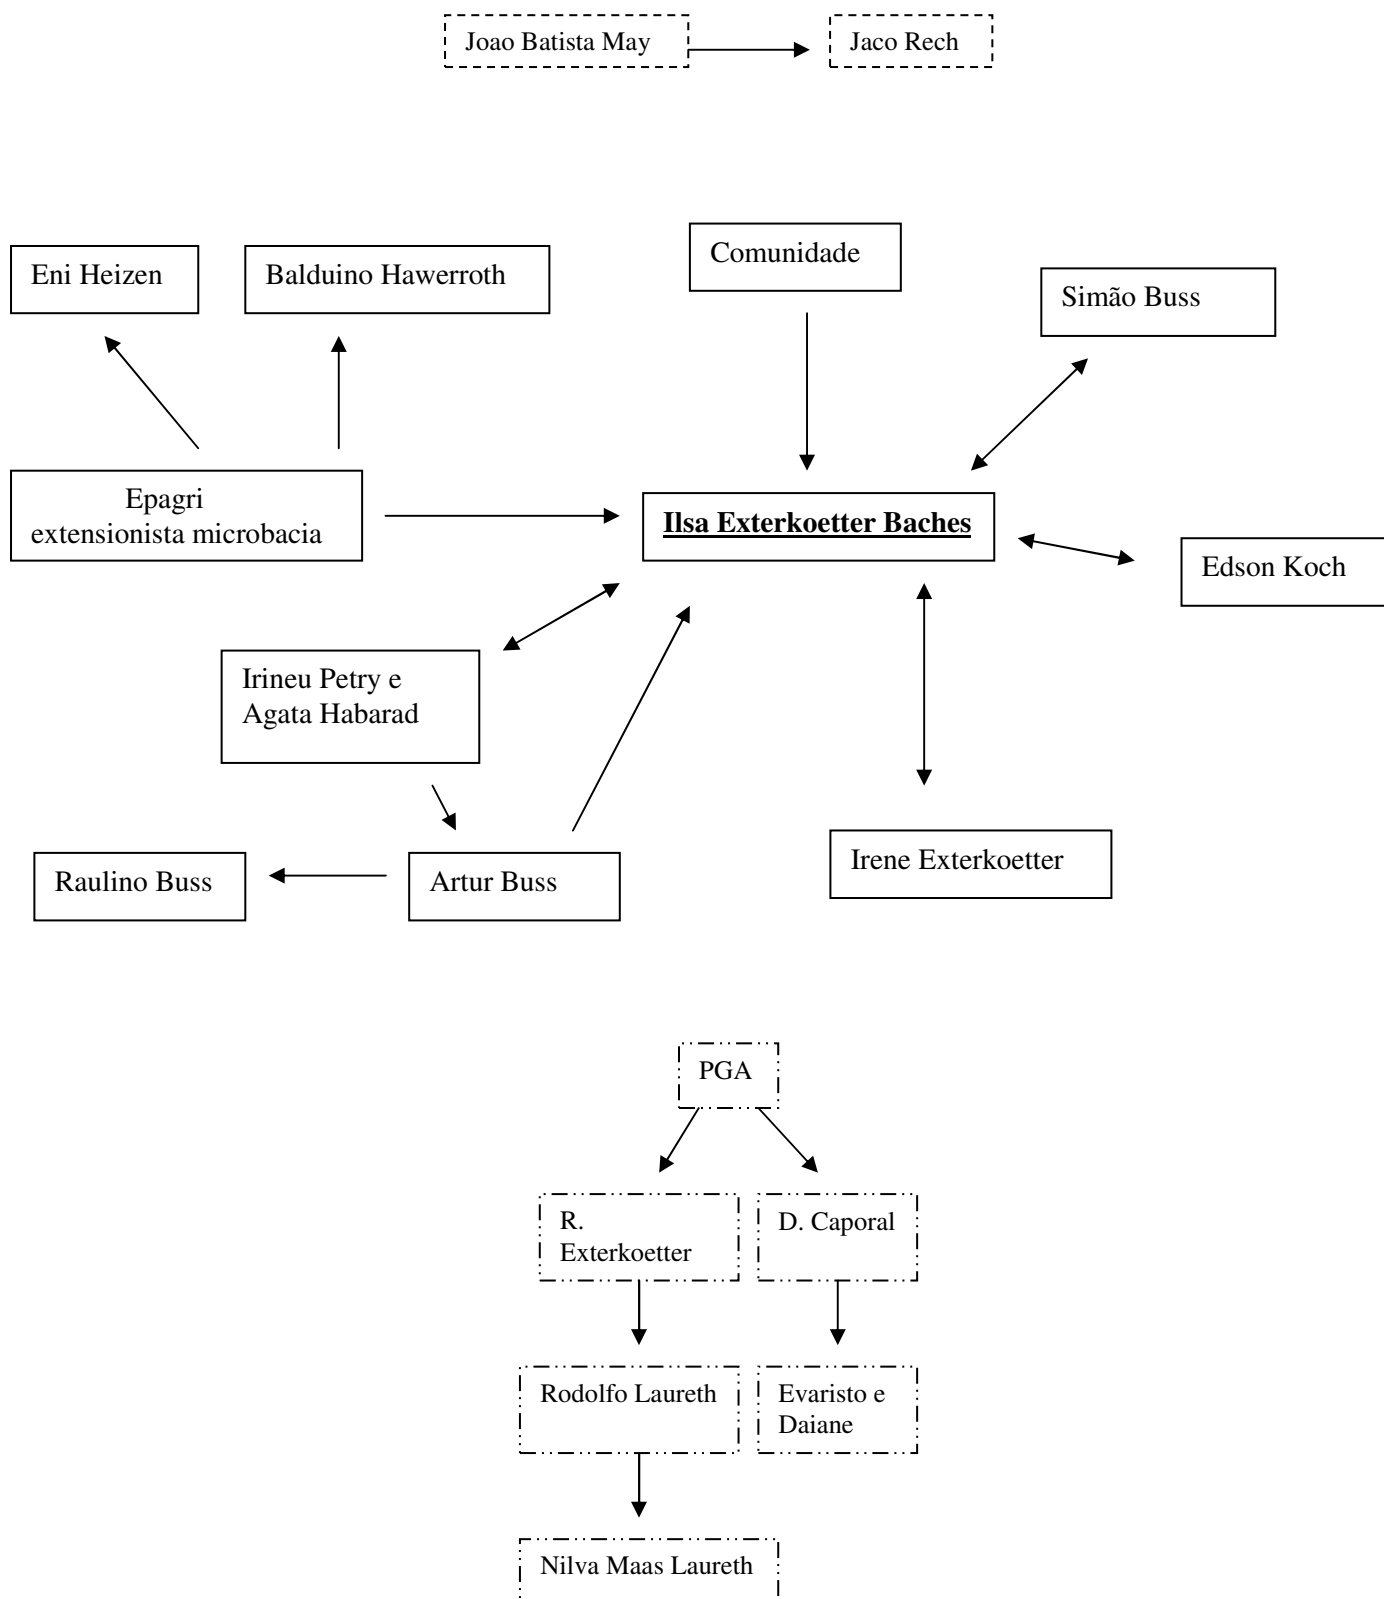 Joao Batista May
Jaco Rech
Comunidade
Eni Heizen
Balduino Hawerroth
Simão Buss
Epagri
extensionista microbacia
Ilsa Exterkoetter Baches
Edson Koch
Irineu Petry e
Agata Habarad
Irene Exterkoetter
Raulino Buss
Artur Buss
PGA
R.
Exterkoetter
D. Caporal
Rodolfo Laureth
Evaristo e
Daiane
Nilva Maas Laureth